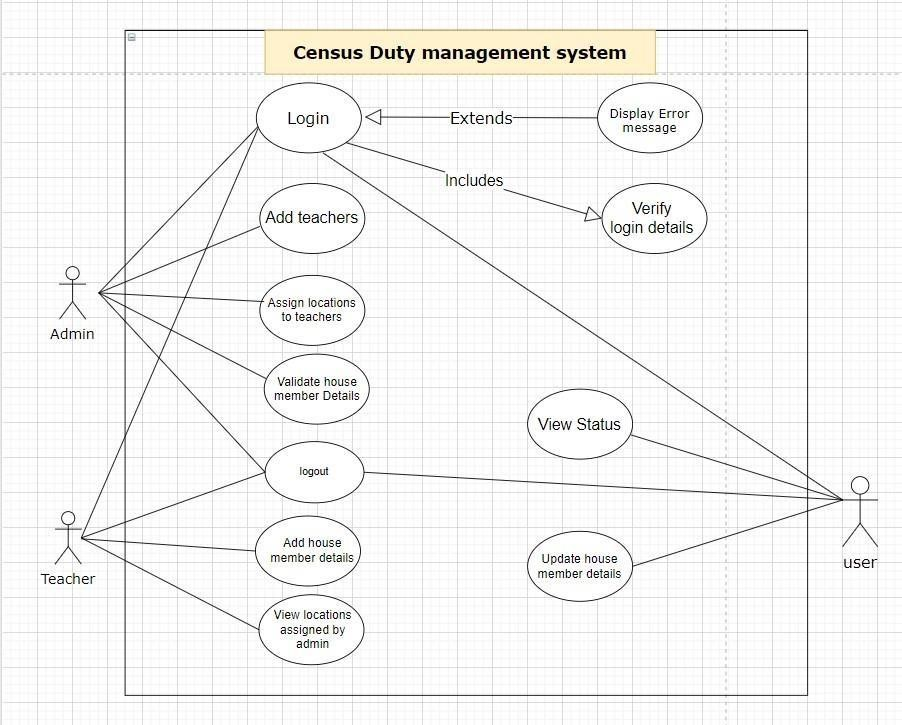 Census Duty management system
Login
Extends
Display Error
message
Includes
Verify
login details
Add teachers
Assign locations
to teachers
Admin
Validate house
member Details
View Status
logout
Teacher
Add house
member details
Update house
member details
user
View locations
assigned by
admin